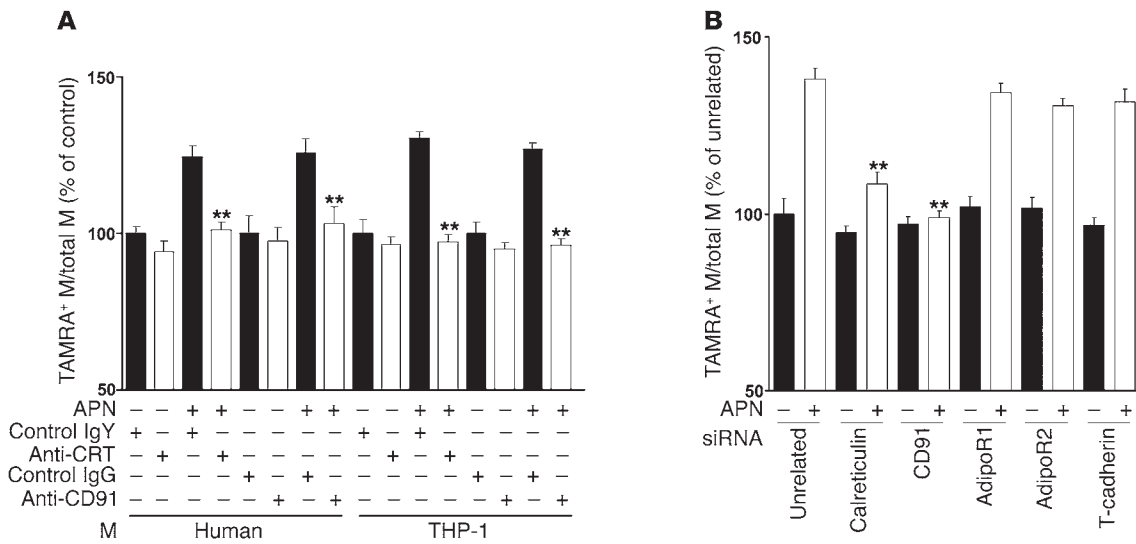 A
TAMRA⁺ M/total M (% of control)
150
100
50
** ** ** **
APN – – + + – – + + – – + + – – + +
Control IgY + + + +
Anti-CRT + + + +
Control IgG + + + +
Anti-CD91 + + + +
M Human THP-1
B
TAMRA⁺ M/total M (% of unrelated)
150
100
50
** **
APN – + – + – + – + – + – +
siRNA Unrelated Calreticulin CD91 AdipoR1 AdipoR2 T-cadherin